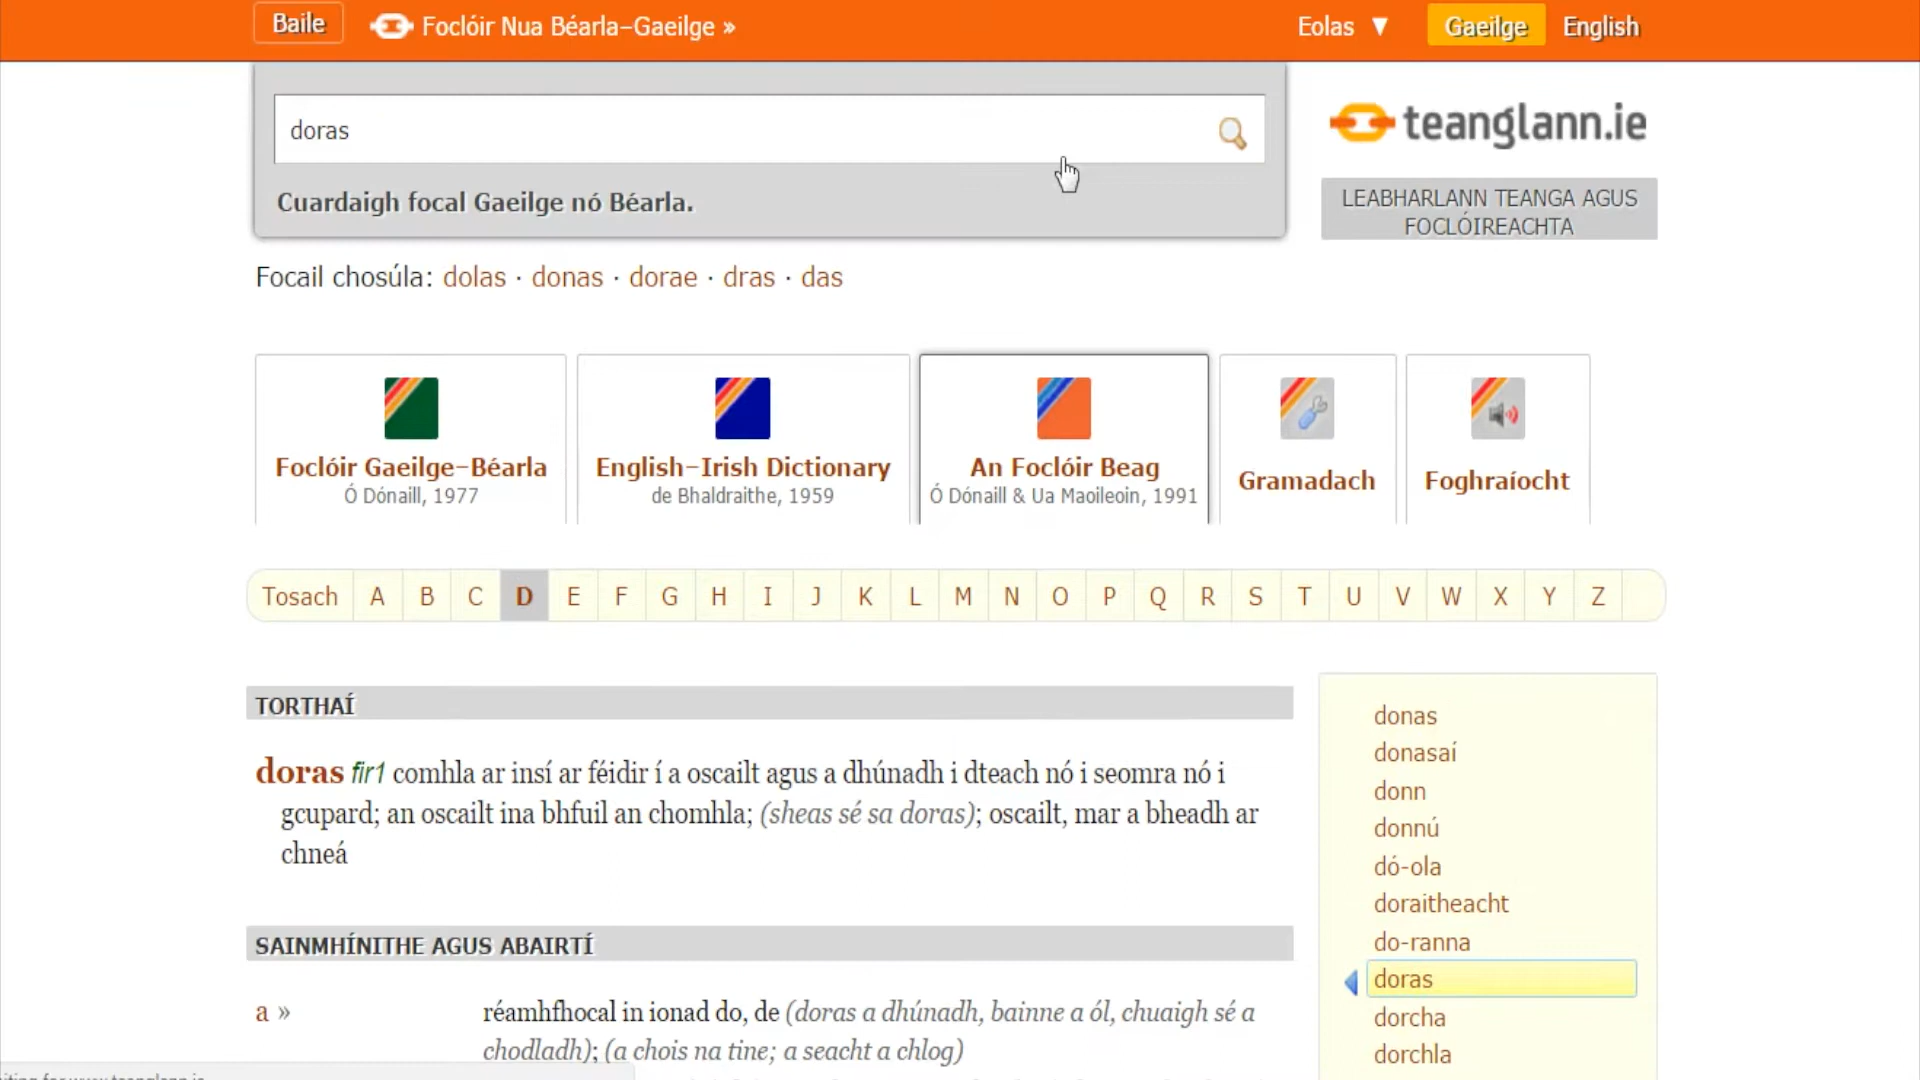 Baile
Foclóir Nua Béarla–Gaeilge »
Eolas ▼
Gaeilge
English
doras
Cuardaigh focal Gaeilge nó Béarla.
teanglann.ie
LEABHARLANN TEANGA AGUS
FOCLÓIREACHTA
Focail chosúla: dolas · donas · dorae · dras · das
Foclóir Gaeilge–Béarla
Ó Dónaill, 1977
English–Irish Dictionary
de Bhaldraithe, 1959
An Foclóir Beag
Ó Dónaill & Ua Maoileoin, 1991
Gramadach
Foghraíocht
Tosach A B C D E F G H I J K L M N O P Q R S T U V W X Y Z
TORTHAÍ
doras fir1 comhla ar insí ar féidir í a oscailt agus a dhúnadh i dteach nó i seomra nó i
gcupard; an oscailt ina bhfuil an chomhla; (sheas sé sa doras); oscailt, mar a bheadh ar
chneá
SAINMHÍNITHE AGUS ABAIRTÍ
a » réamhfhocal in ionad do, de (doras a dhúnadh, bainne a ól, chuaigh sé a
chodladh); (a chois na tine; a seacht a chlog)
donas
donasaí
donn
donnú
dó-ola
doraitheacht
do-ranna
doras
dorcha
dorchla